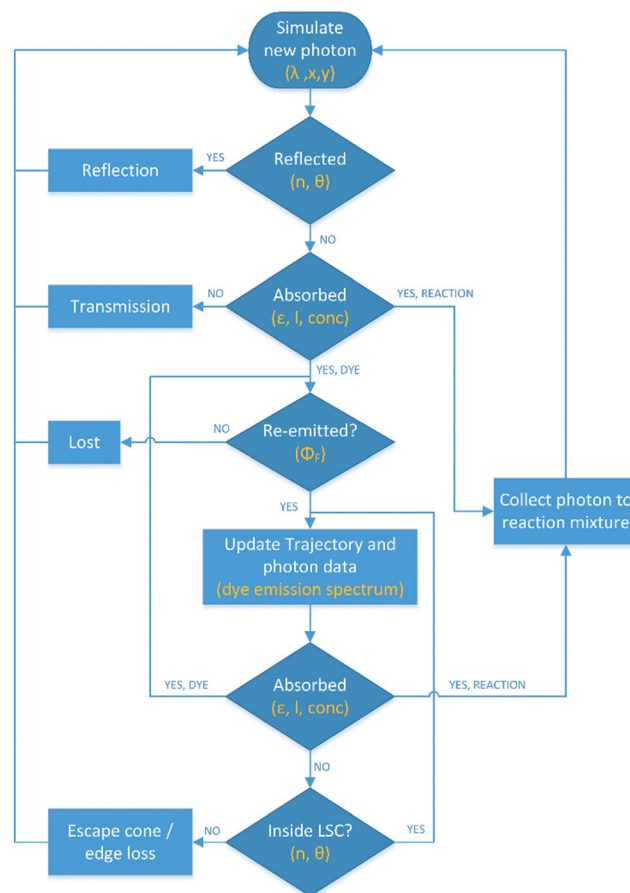 Simulate
new photon
(λ ,x,y)
Reflected
(n, θ)
YES
Reflection
NO
Absorbed
(ε, l, conc)
NO
Transmission
YES, REACTION
YES, DYE
Re-emitted?
(ΦF)
NO
Lost
YES
Collect photon to
reaction mixture
Update Trajectory and
photon data
(dye emission spectrum)
YES, DYE
Absorbed
(ε, l, conc)
YES, REACTION
NO
Inside LSC?
(n, θ)
NO
YES
Escape cone /
edge loss